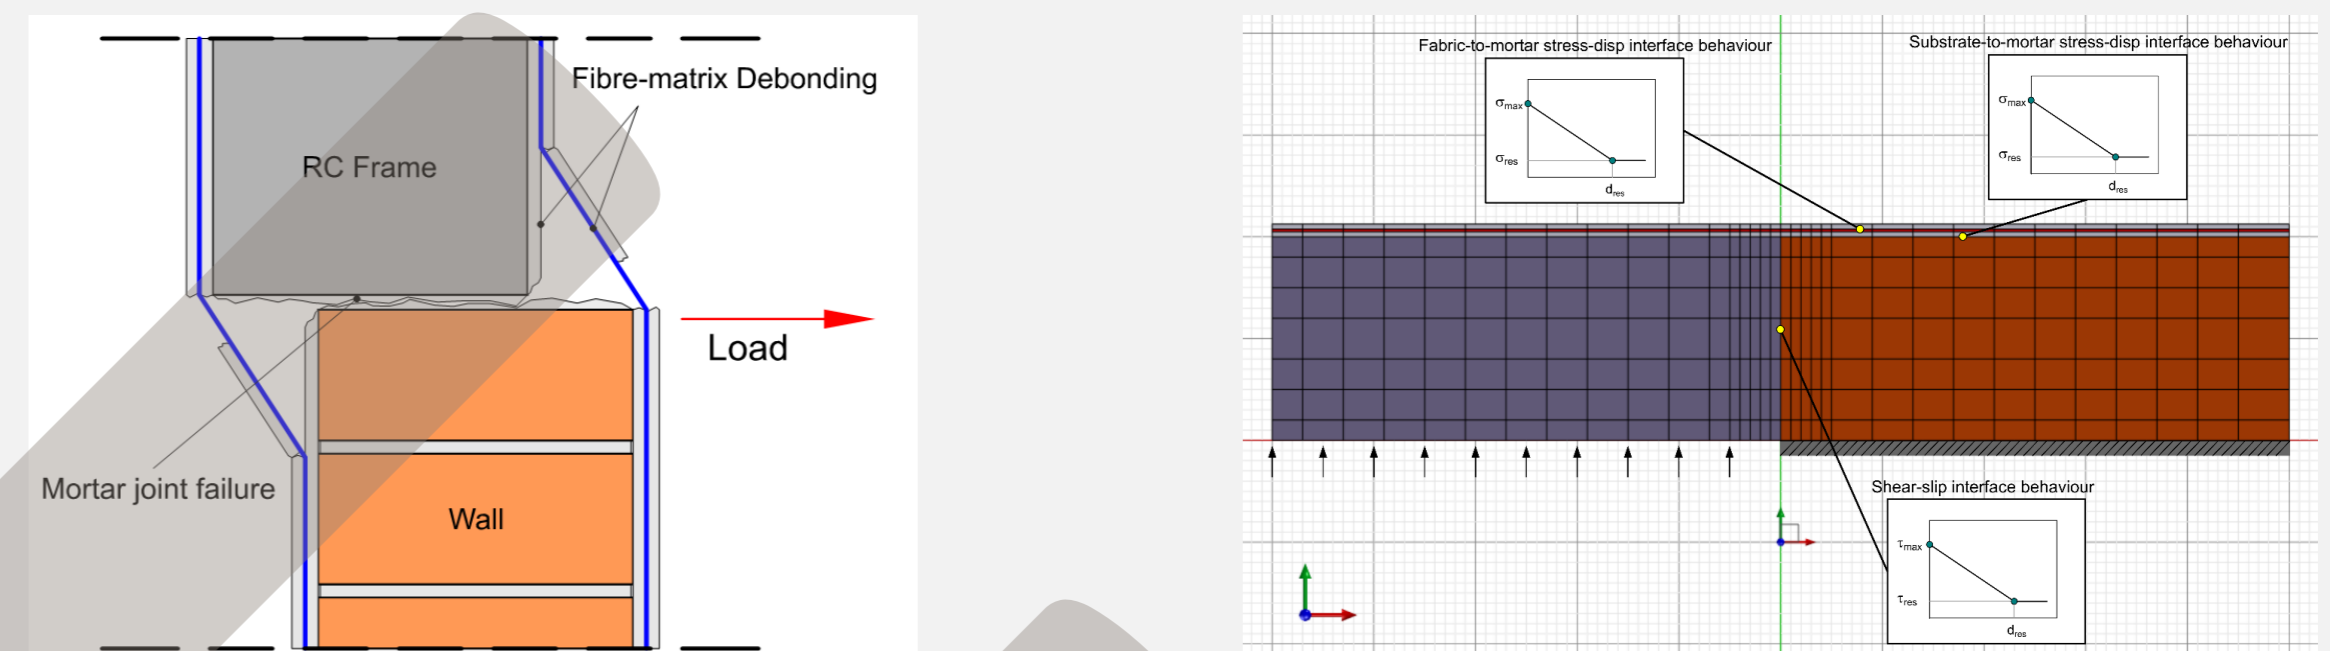 Fibre-matrix Debonding
RC Frame
Load
Mortar joint failure
Wall
Fabric-to-mortar stress-disp interface behaviour
σmax
σres
dres
Substrate-to-mortar stress-disp interface behaviour
σmax
σres
dres
Shear-slip interface behaviour
τmax
τres
dres